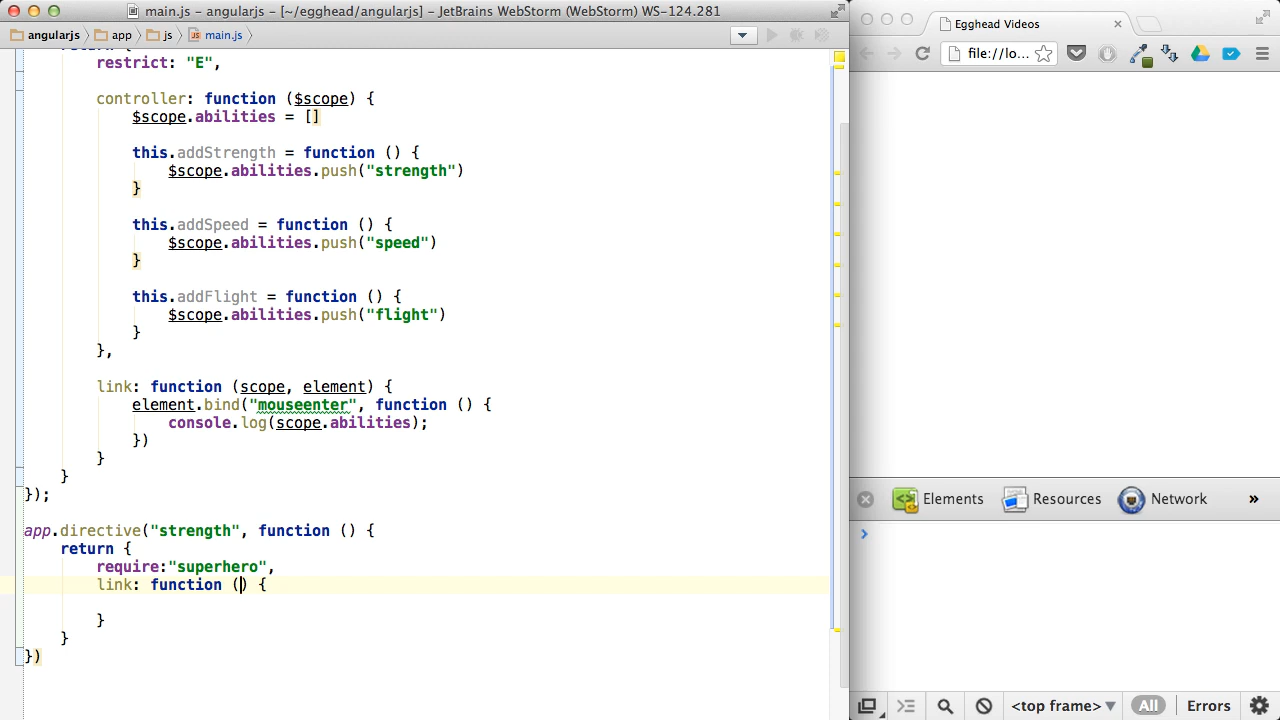 main.js - angularjs - [~/egghead/angularjs] - JetBrains WebStorm (WebStorm) WS-124.281
angularjs app js main.js
restrict: "E",
controller: function ($scope) {
$scope.abilities = []
this.addStrength = function () {
$scope.abilities.push("strength")
}
this.addSpeed = function () {
$scope.abilities.push("speed")
}
this.addFlight = function () {
$scope.abilities.push("flight")
}
},
link: function (scope, element) {
element.bind("mouseenter", function () {
console.log(scope.abilities);
})
}
}
});
app.directive("strength", function () {
return {
require:"superhero",
link: function () {
}
}
})
Egghead Videos
file://lo...
Elements Resources Network »
<top frame> All Errors